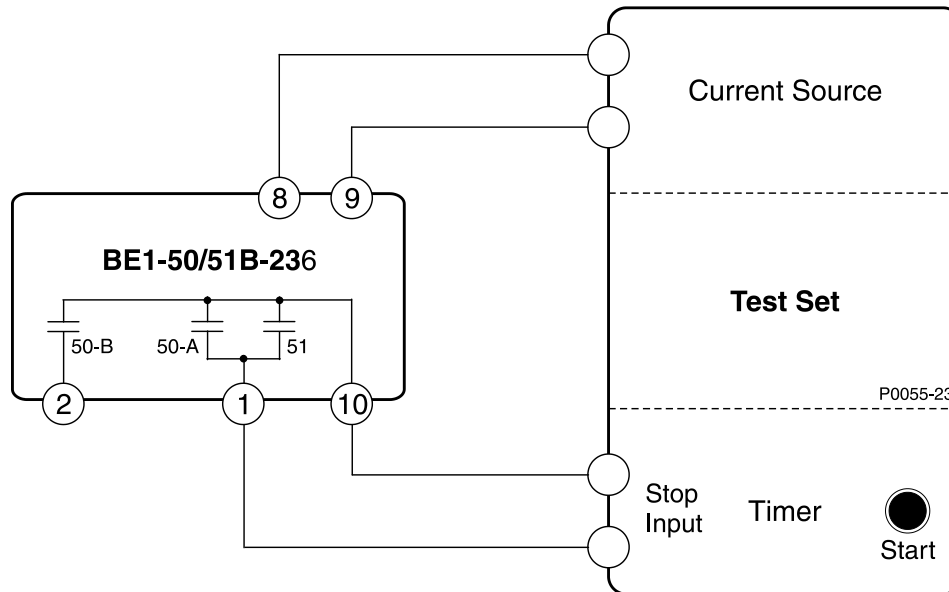 Current Source
8
9
BE1-50/51B-236
Test Set
50-B
50-A
51
P0055-23
2
1
10
Stop
Input
Timer
Start